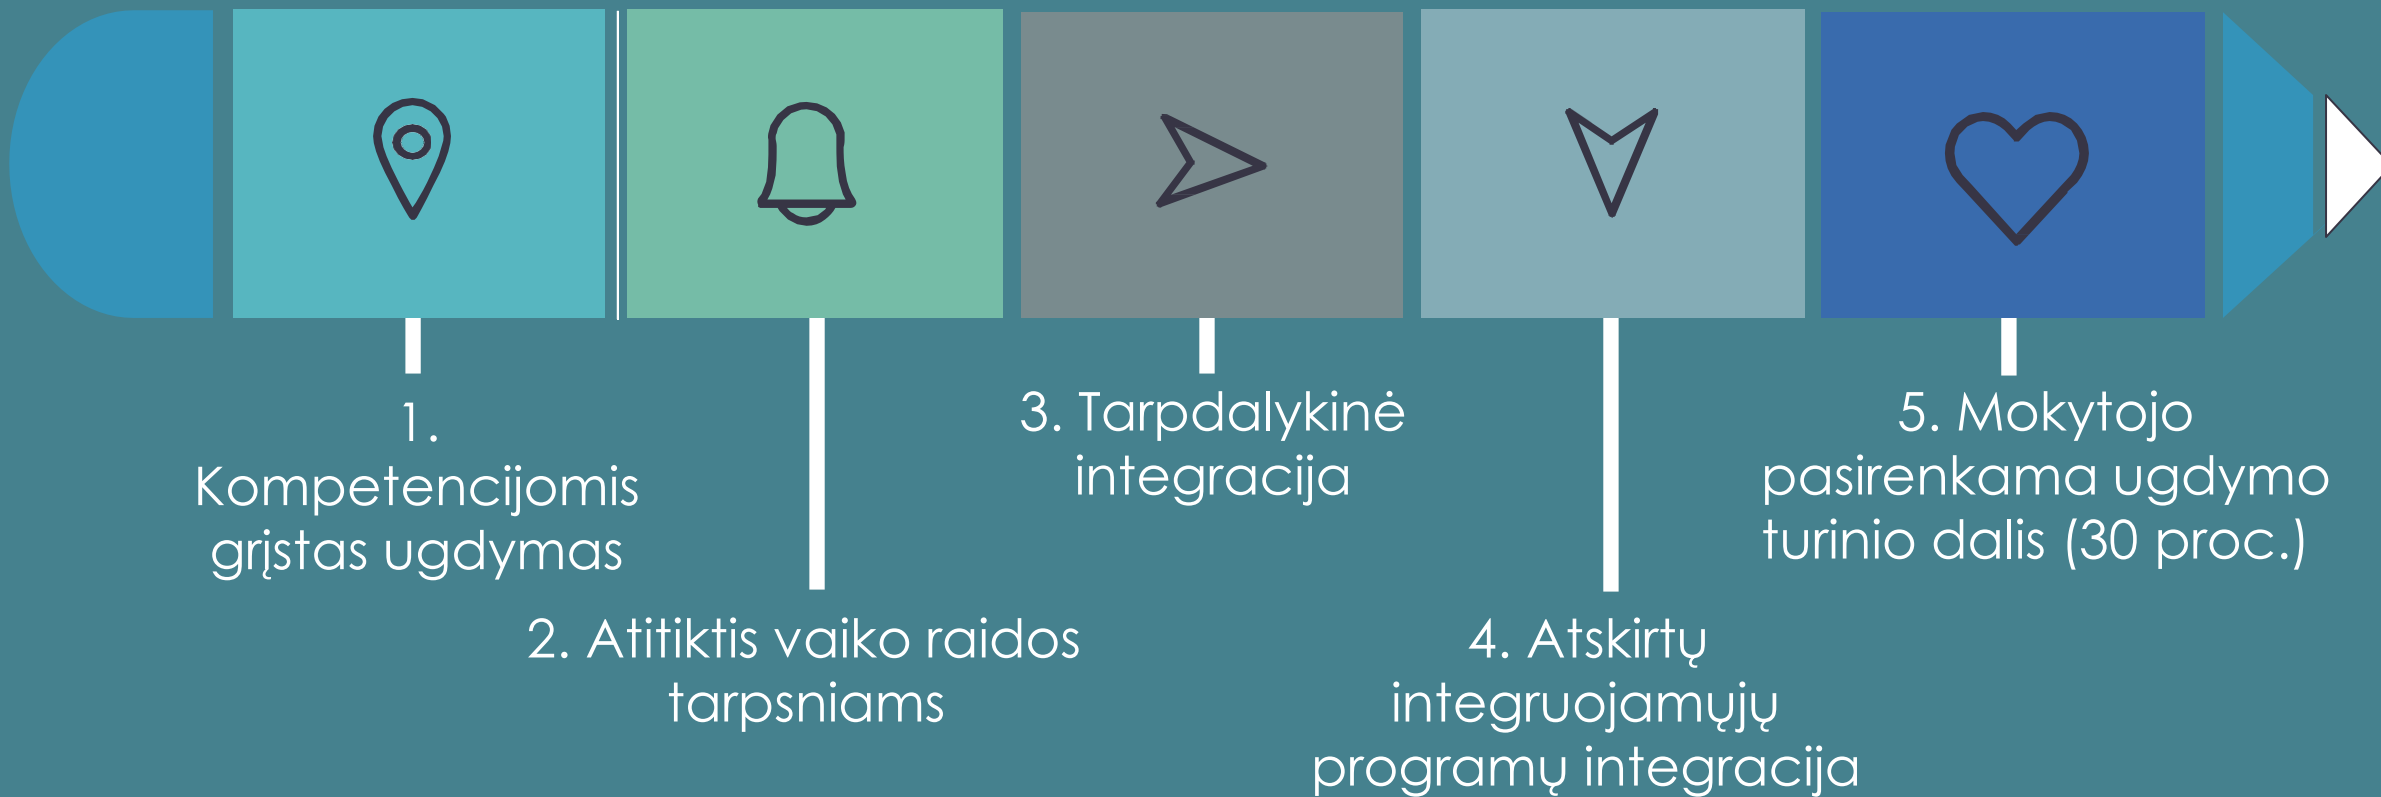 1.
Kompetencijomis
grįstas ugdymas
2. Atitiktis vaiko raidos
tarpsniams
3. Tarpdalykinė
integracija
4. Atskirtų
integruojamųjų
programų integracija
5. Mokytojo
pasirenkama ugdymo
turinio dalis (30 proc.)